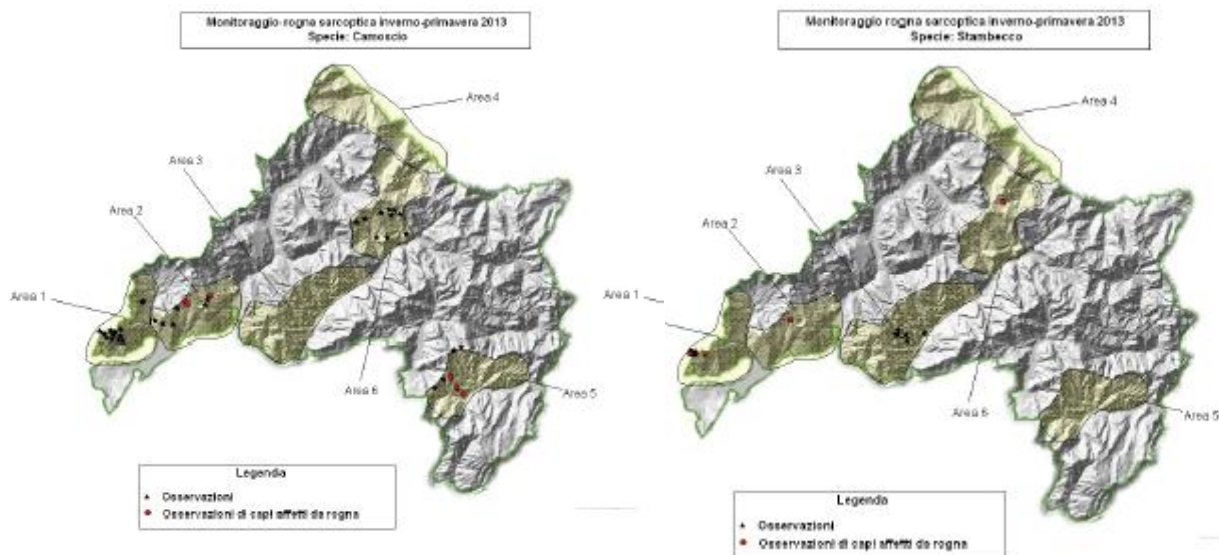 Monitoraggio rogna sarcoptica inverno-primavera 2013
Specie: Camoscio
Area 4
Area 3
Area 2
Area 1
Area 6
Area 5
Legenda
Osservazioni
Osservazioni di capi affetti da rogna
Monitoraggio rogna sarcoptica inverno-primavera 2013
Specie: Stambecco
Area 4
Area 3
Area 2
Area 1
Area 6
Area 5
Legenda
Osservazioni
Osservazioni di capi affetti da rogna